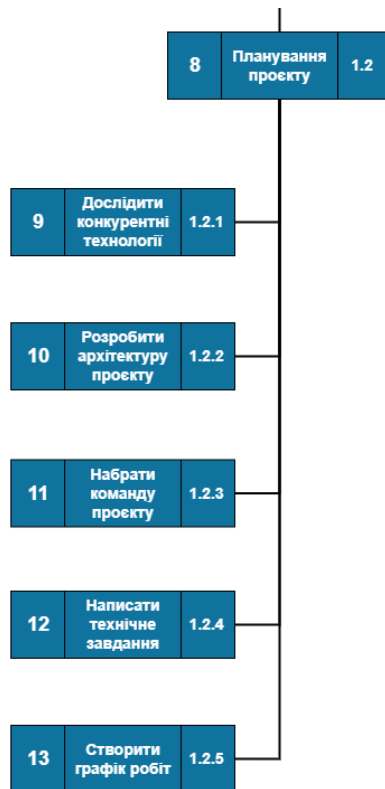 8
Планування
проєкту
1.2
9
Дослідити
конкурентні
технології
1.2.1
10
Розробити
архітектуру
проєкту
1.2.2
11
Набрати
команду
проєкту
1.2.3
12
Написати
технічне
завдання
1.2.4
13
Створити
графік робіт
1.2.5